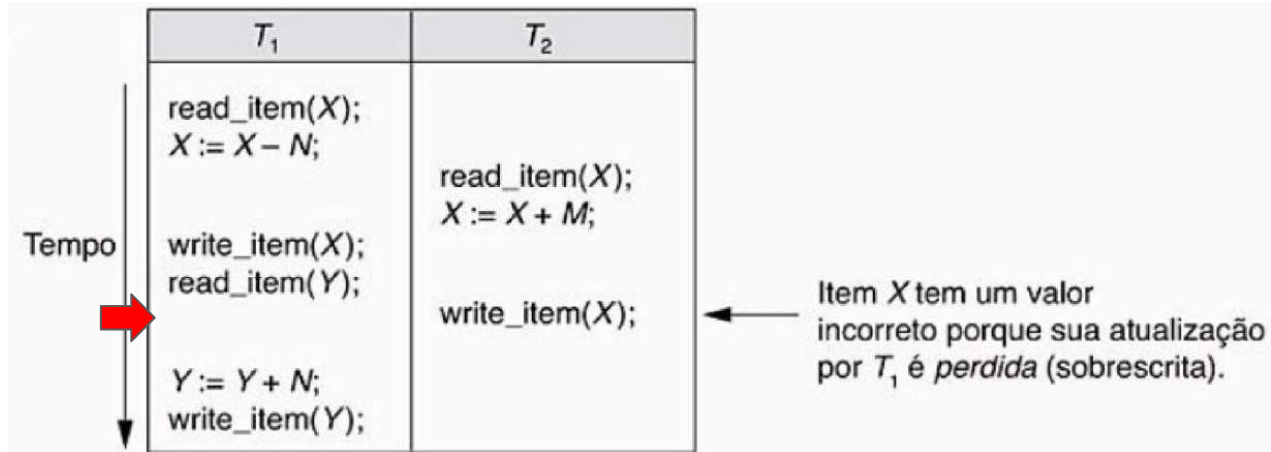 T₁ T₂
read_item(X);
X := X – N;
read_item(X);
X := X + M;
Tempo
write_item(X);
read_item(Y);
write_item(X);
Item X tem um valor
incorreto porque sua atualização
por T₁ é perdida (sobrescrita).
Y := Y + N;
write_item(Y);